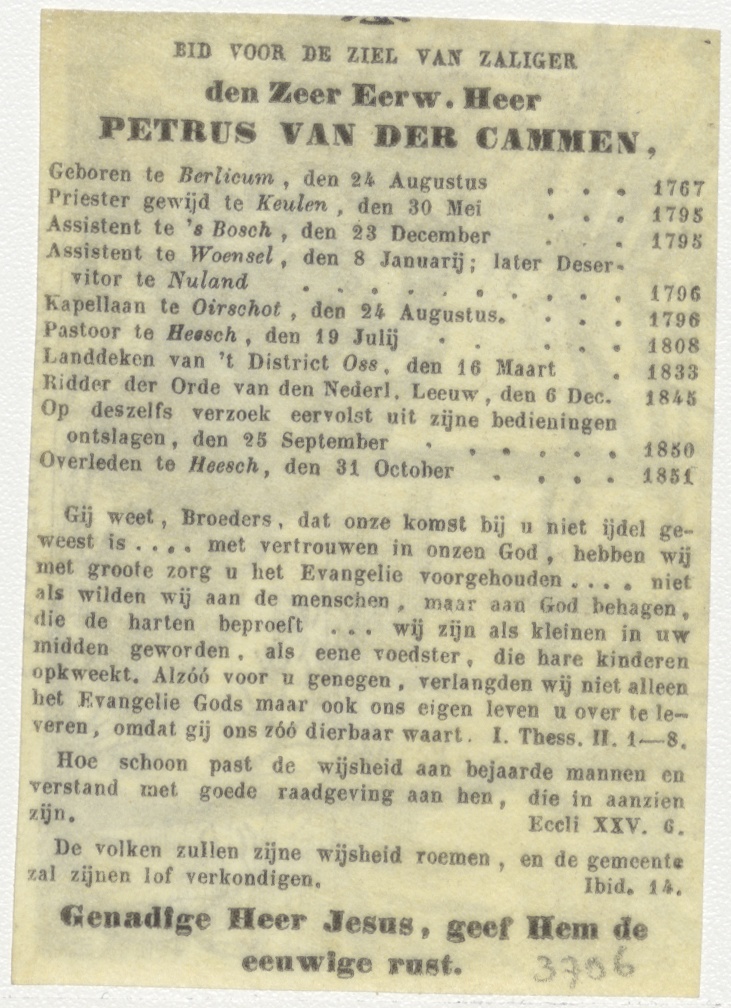 BID VOOR DE ZIEL VAN ZALIGER
den Zeer Eerw. Heer
PETRUS VAN DER CAMMEN,
Geboren te Berlicum, den 24 Augustus . . . 1767
Priester gewijd te Keulen, den 30 Mei . . . 1795
Assistent te 's Bosch, den 23 December . . . 1795
Assistent te Woensel, den 8 Januarij; later Deser-
vitor te Nuland . . . . . . . . . 1796
Kapellaan te Oirschot, den 24 Augustus. . . . 1796
Pastoor te Heesch, den 19 Julij . . . . . 1808
Landdeken van 't District Oss, den 16 Maart . 1833
Ridder der Orde van den Nederl. Leeuw, den 6 Dec. 1845
Op deszelfs verzoek eervolst uit zijne bedieningen
ontslagen, den 25 September . . . . . . 1850
Overleden te Heesch, den 31 October . . . . 1851
Gij weet, Broeders, dat onze komst bij u niet ijdel ge-
weest is .... met vertrouwen in onzen God, hebben wij
met groote zorg u het Evangelie voorgehouden .... niet
als wilden wij aan de menschen, maar aan God behagen,
die de harten beproeft ... wij zijn als kleinen in uw
midden geworden, als eene voedster, die hare kinderen
opkweekt. Alzóó voor u genegen, verlangden wij niet alleen
het Evangelie Gods maar ook ons eigen leven u over te le-
veren, omdat gij ons zóó dierbaar waart. I. Thess. II. 1—8.
Hoe schoon past de wijsheid aan bejaarde mannen en
verstand met goede raadgeving aan hen, die in aanzien
zijn. Eccli XXV. 6.
De volken zullen zijne wijsheid roemen, en de gemeente
zal zijnen lof verkondigen. Ibid. 14.
Genadige Heer Jesus, geef Hem de
eeuwige rust.
3796